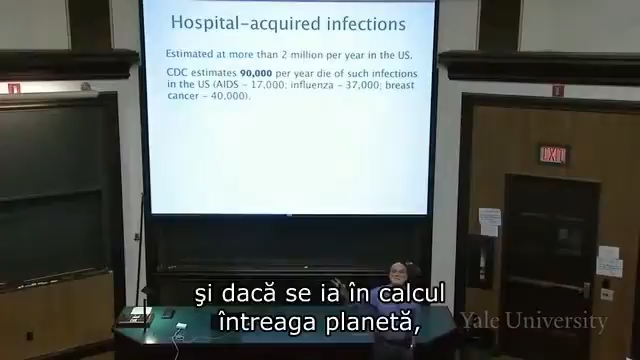 Hospital-acquired infections
Estimated at more than 2 million per year in the US.
CDC estimates 90,000 per year die of such infections
in the US (AIDS - 17,000; influenza - 37,000; breast
cancer - 40,000).
EXIT
şi dacă se ia în calcul
întreaga planetă,
Yale University